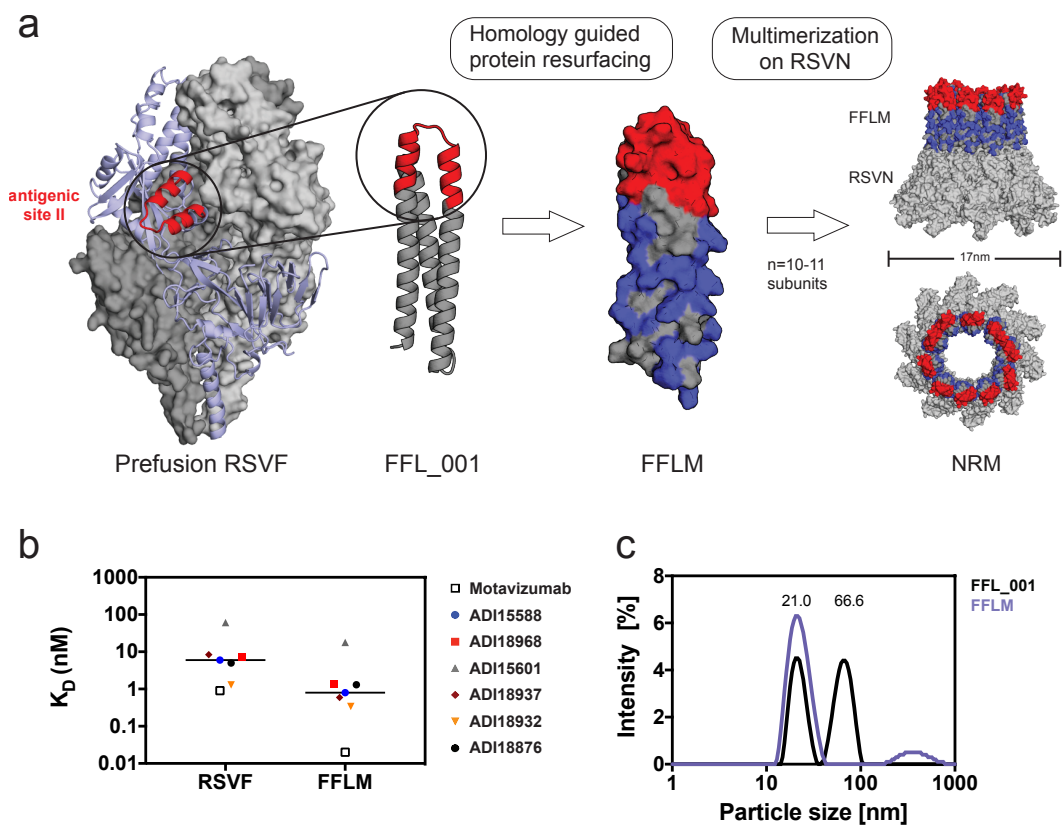 a
Homology guided
protein resurfacing
Multimerization
on RSVN
antigenic
site II
FFLM
RSVN
n=10-11
subunits
17nm
Prefusion RSVF
FFL_001
FFLM
NRM
b
K_D (nM)
1000
100
10
1
0.1
0.01
RSVF
FFLM
Motavizumab
ADI15588
ADI18968
ADI15601
ADI18937
ADI18932
ADI18876
c
Intensity [%]
8
6
4
2
0
21.0
66.6
FFL_001
FFLM
1
10
100
1000
Particle size [nm]